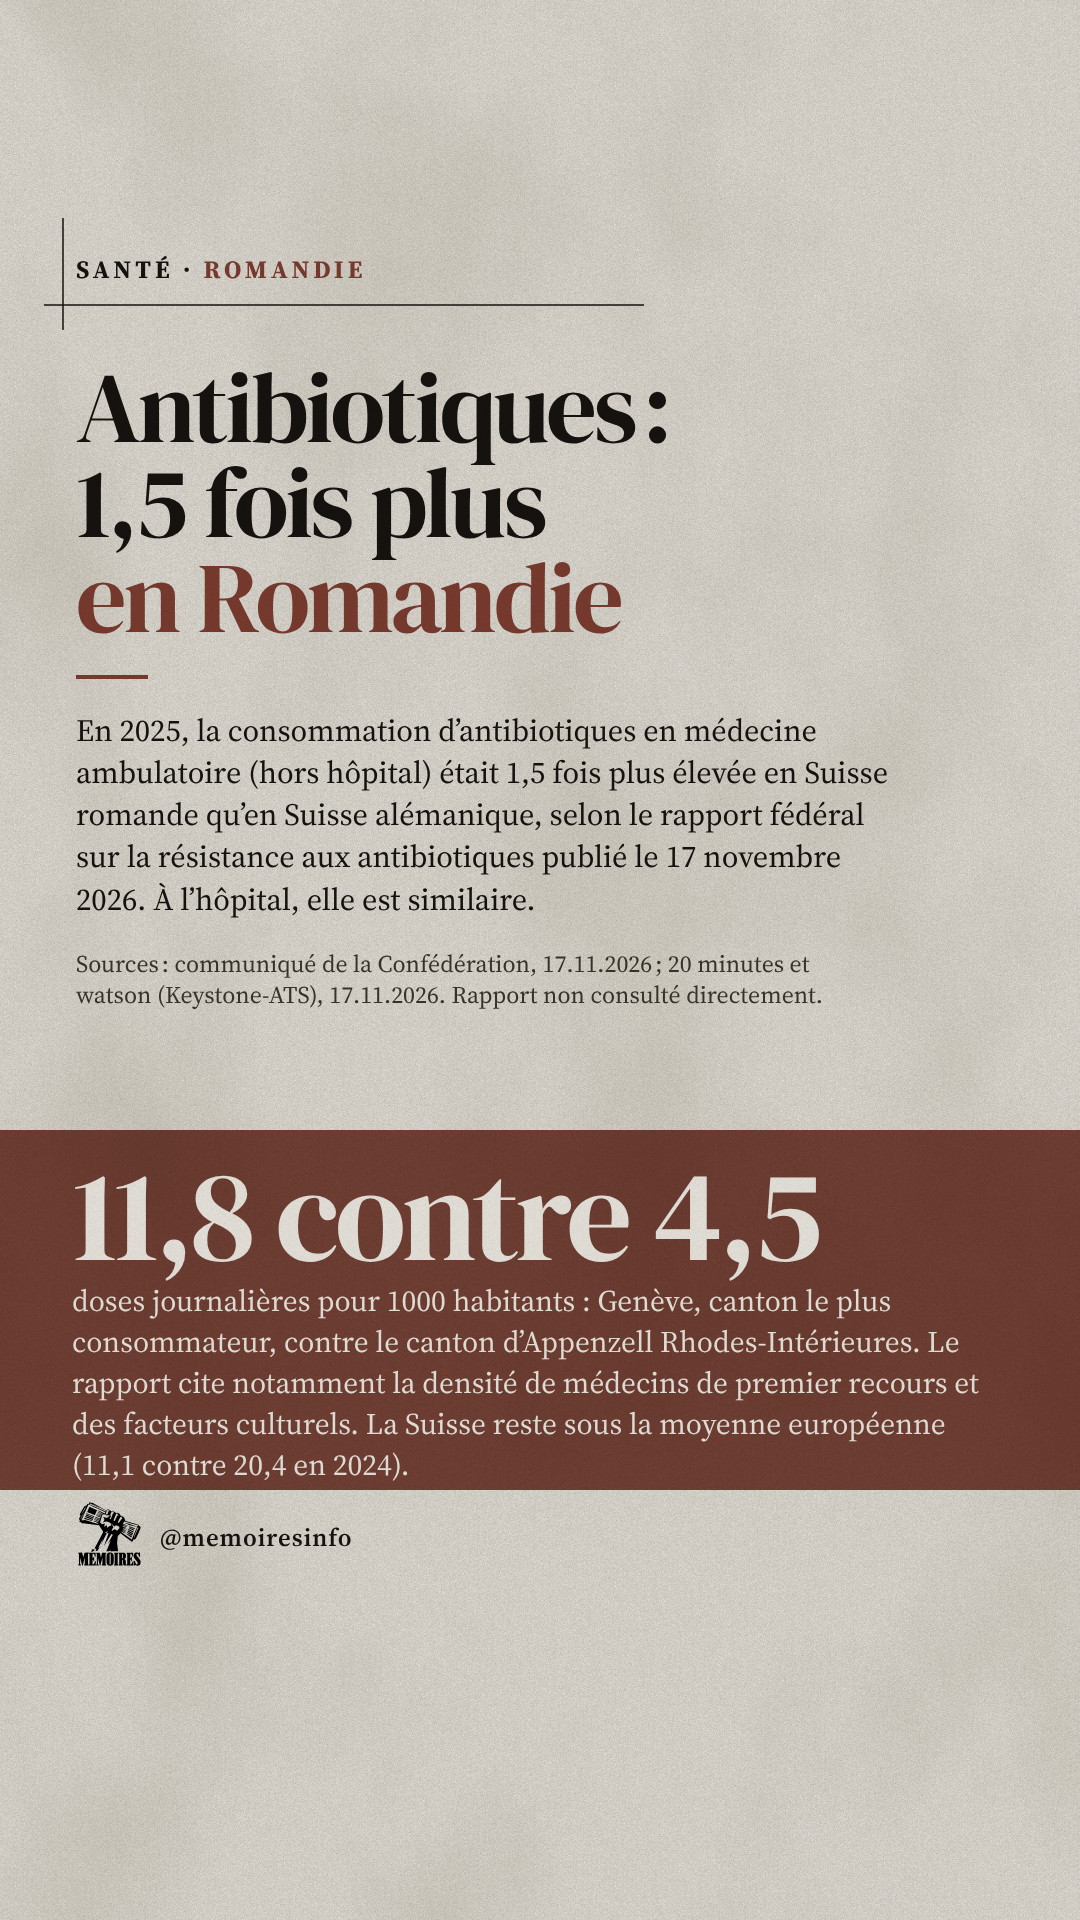 SANTÉ · ROMANDIE
Antibiotiques :
1,5 fois plus
en Romandie
En 2025, la consommation d’antibiotiques en médecine
ambulatoire (hors hôpital) était 1,5 fois plus élevée en Suisse
romande qu’en Suisse alémanique, selon le rapport fédéral
sur la résistance aux antibiotiques publié le 17 novembre
2026. À l’hôpital, elle est similaire.
Sources : communiqué de la Confédération, 17.11.2026 ; 20 minutes et
watson (Keystone-ATS), 17.11.2026. Rapport non consulté directement.
11,8 contre 4,5
doses journalières pour 1000 habitants : Genève, canton le plus
consommateur, contre le canton d’Appenzell Rhodes-Intérieures. Le
rapport cite notamment la densité de médecins de premier recours et
des facteurs culturels. La Suisse reste sous la moyenne européenne
(11,1 contre 20,4 en 2024).
MÉMOIRES
@memoiresinfo